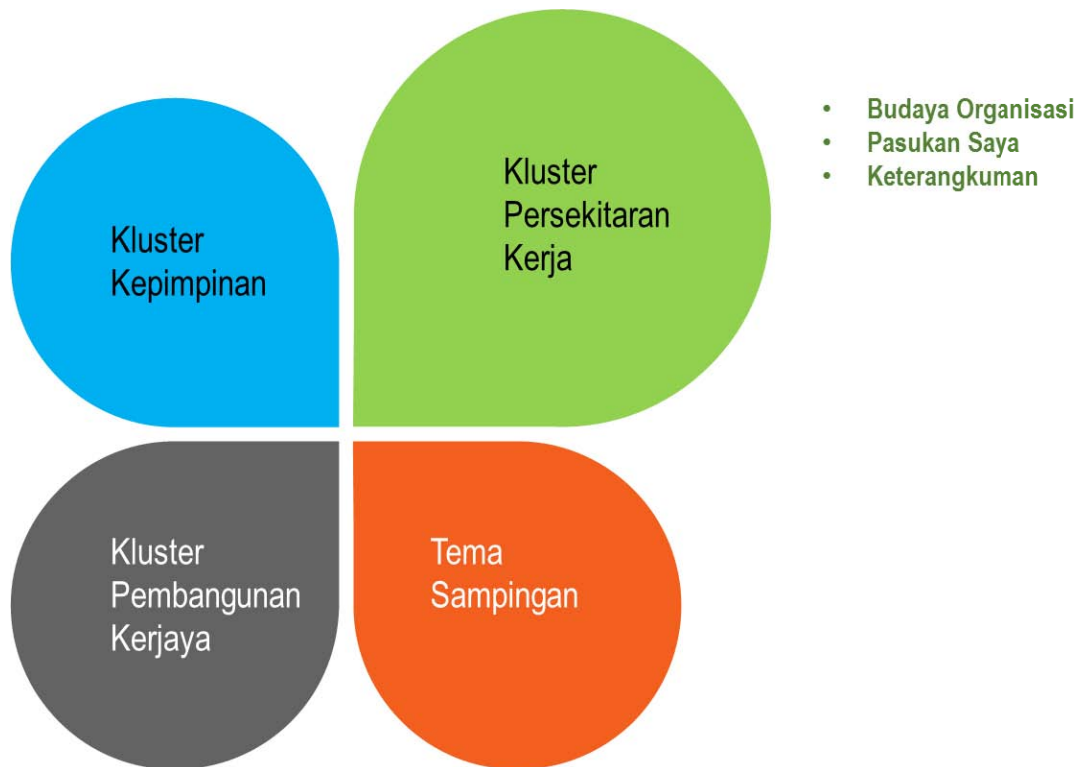 Kluster
Kepimpinan
Kluster
Persekitaran
Kerja
• Budaya Organisasi
• Pasukan Saya
• Keterangkuman
Kluster
Pembangunan
Kerjaya
Tema
Sampingan